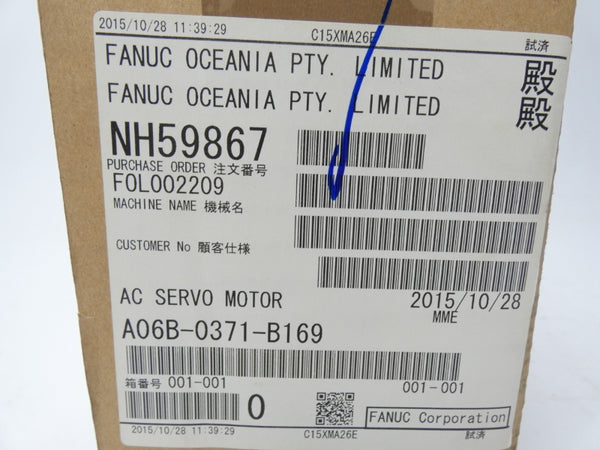 2015/10/28 11:39:29 C15XMA26E 試済
FANUC OCEANIA PTY. LIMITED 殿
FANUC OCEANIA PTY. LIMITED 殿
NH59867
PURCHASE ORDER 注文番号
FOL002209
MACHINE NAME 機械名
CUSTOMER No 顧客仕様
AC SERVO MOTOR 2015/10/28
MME
A06B-0371-B169
箱番号 001-001 001-001
0 FANUC Corporation
2015/10/28 11:39:29 C15XMA26E 試済